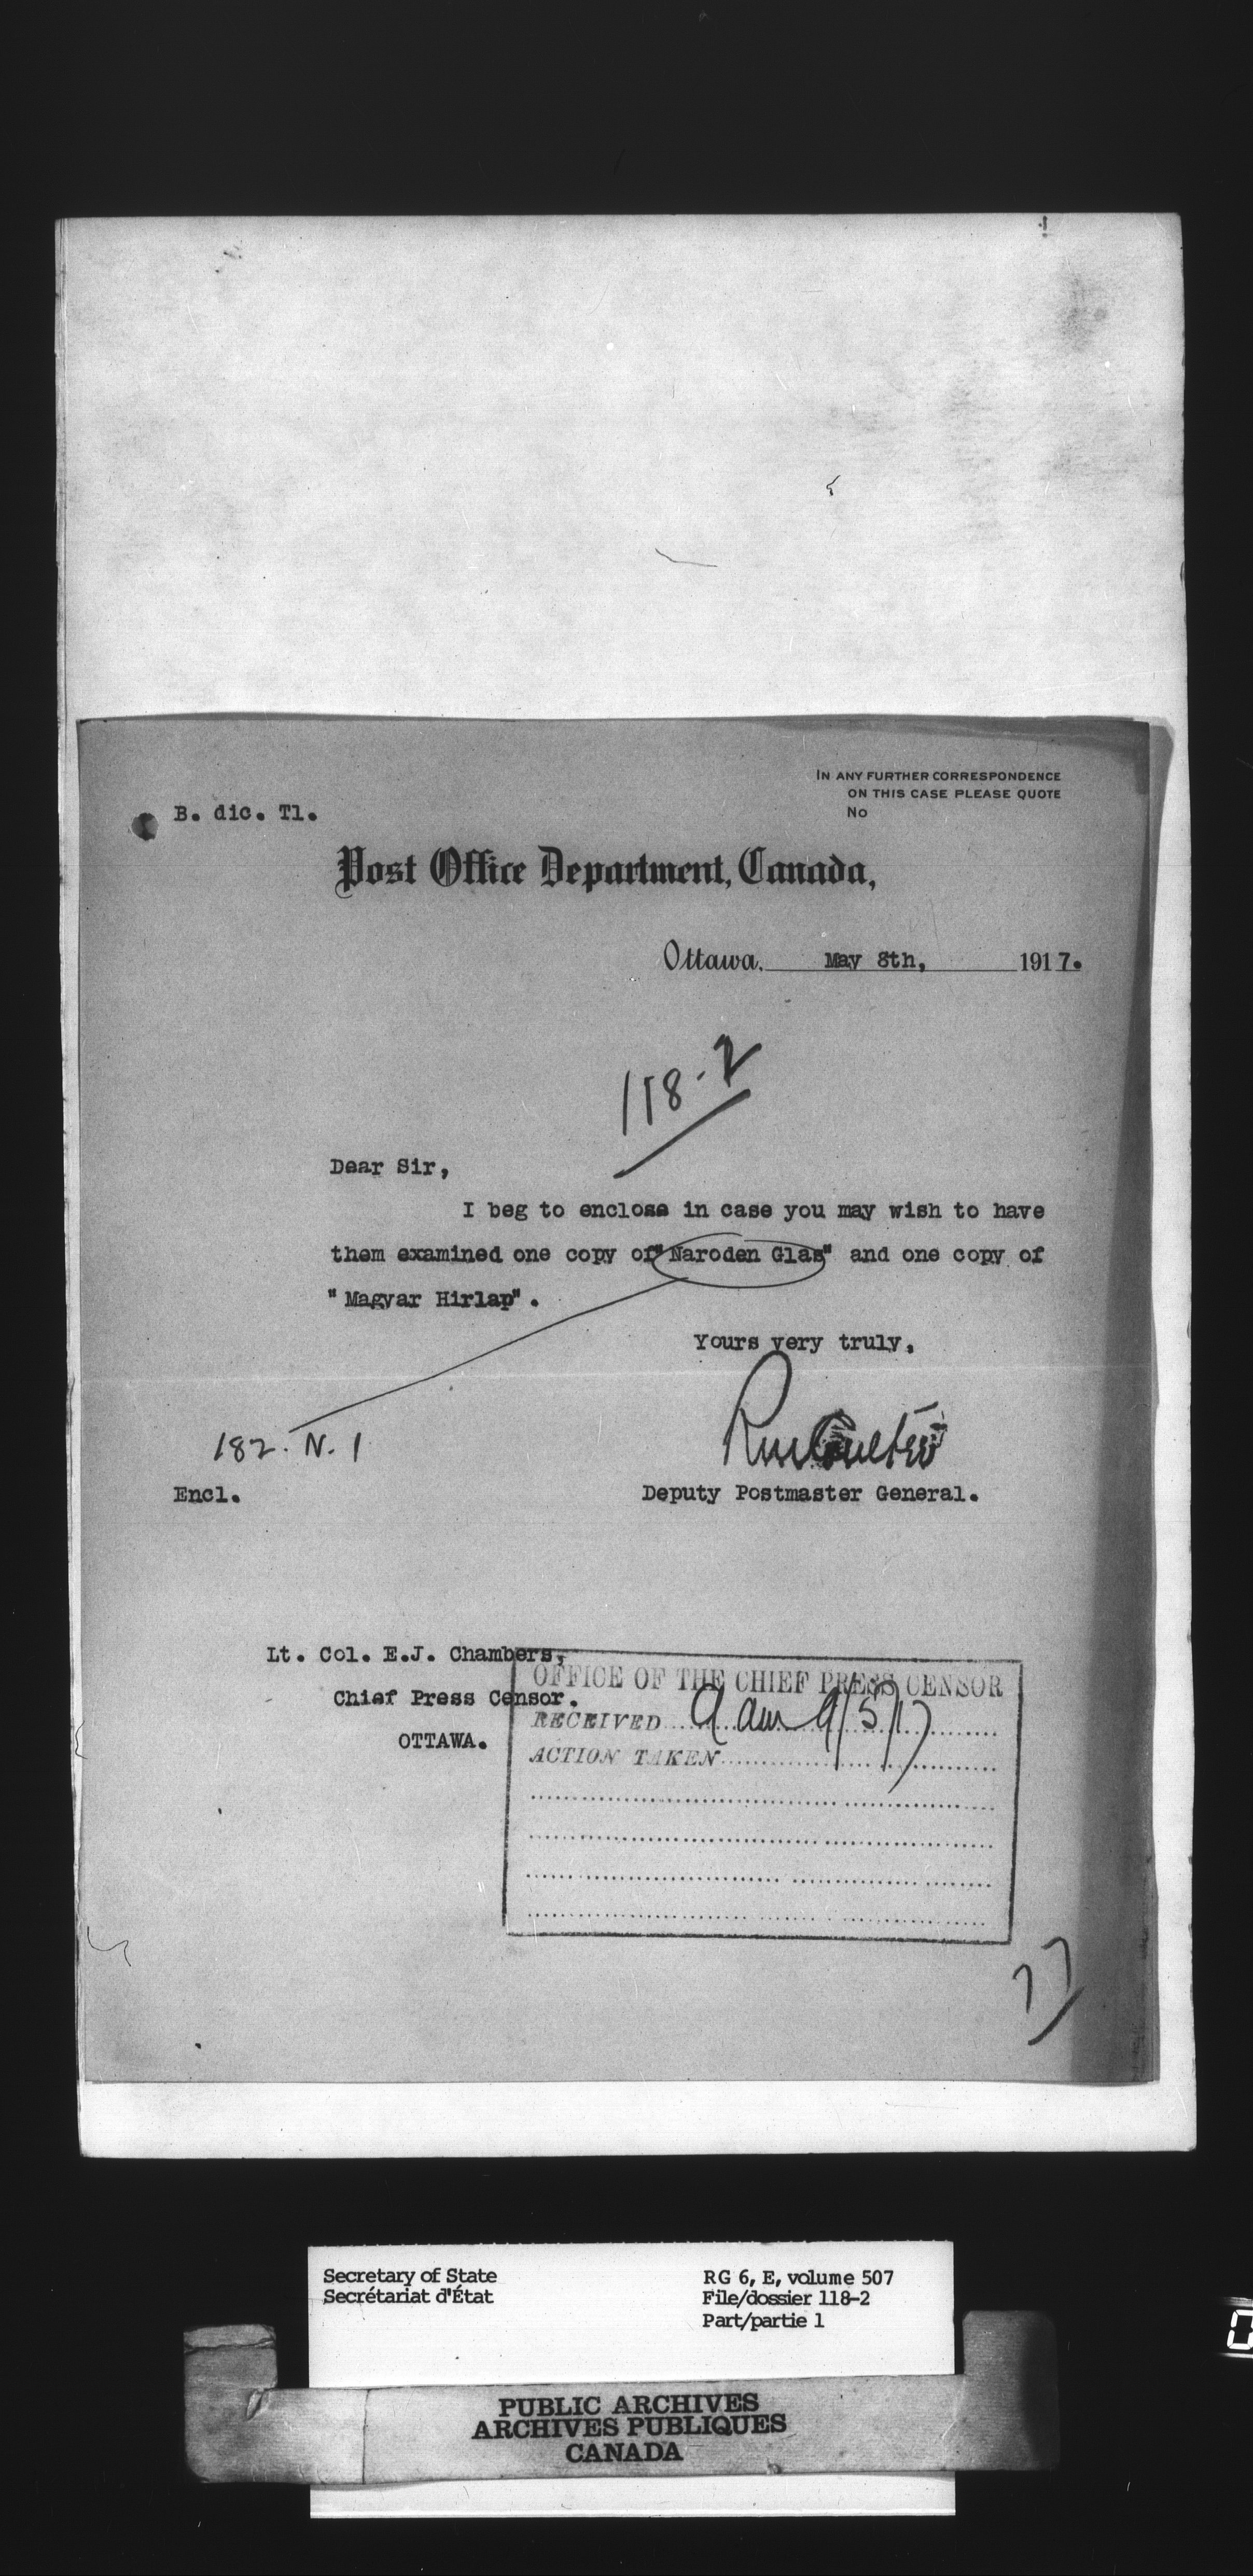 IN ANY FURTHER CORRESPONDENCE
ON THIS CASE PLEASE QUOTE
No
B. dic. Tl.
Post Office Department, Canada,
Ottawa. May 8th, 1917.
118-2
Dear Sir,
I beg to enclose in case you may wish to have
them examined one copy of "Naroden Glas" and one copy of
"Magyar Hirlap".
Yours very truly,
182. N. 1
Encl.
Deputy Postmaster General.
Lt. Col. E.J. Chambers,
Chief Press Censor.
OTTAWA.
OFFICE OF THE CHIEF PRESS CENSOR
RECEIVED 9 am 9/5/17
ACTION TAKEN
77
Secretary of State
Secrétariat d'État
RG 6, E, volume 507
File/dossier 118-2
Part/partie 1
PUBLIC ARCHIVES
ARCHIVES PUBLIQUES
CANADA